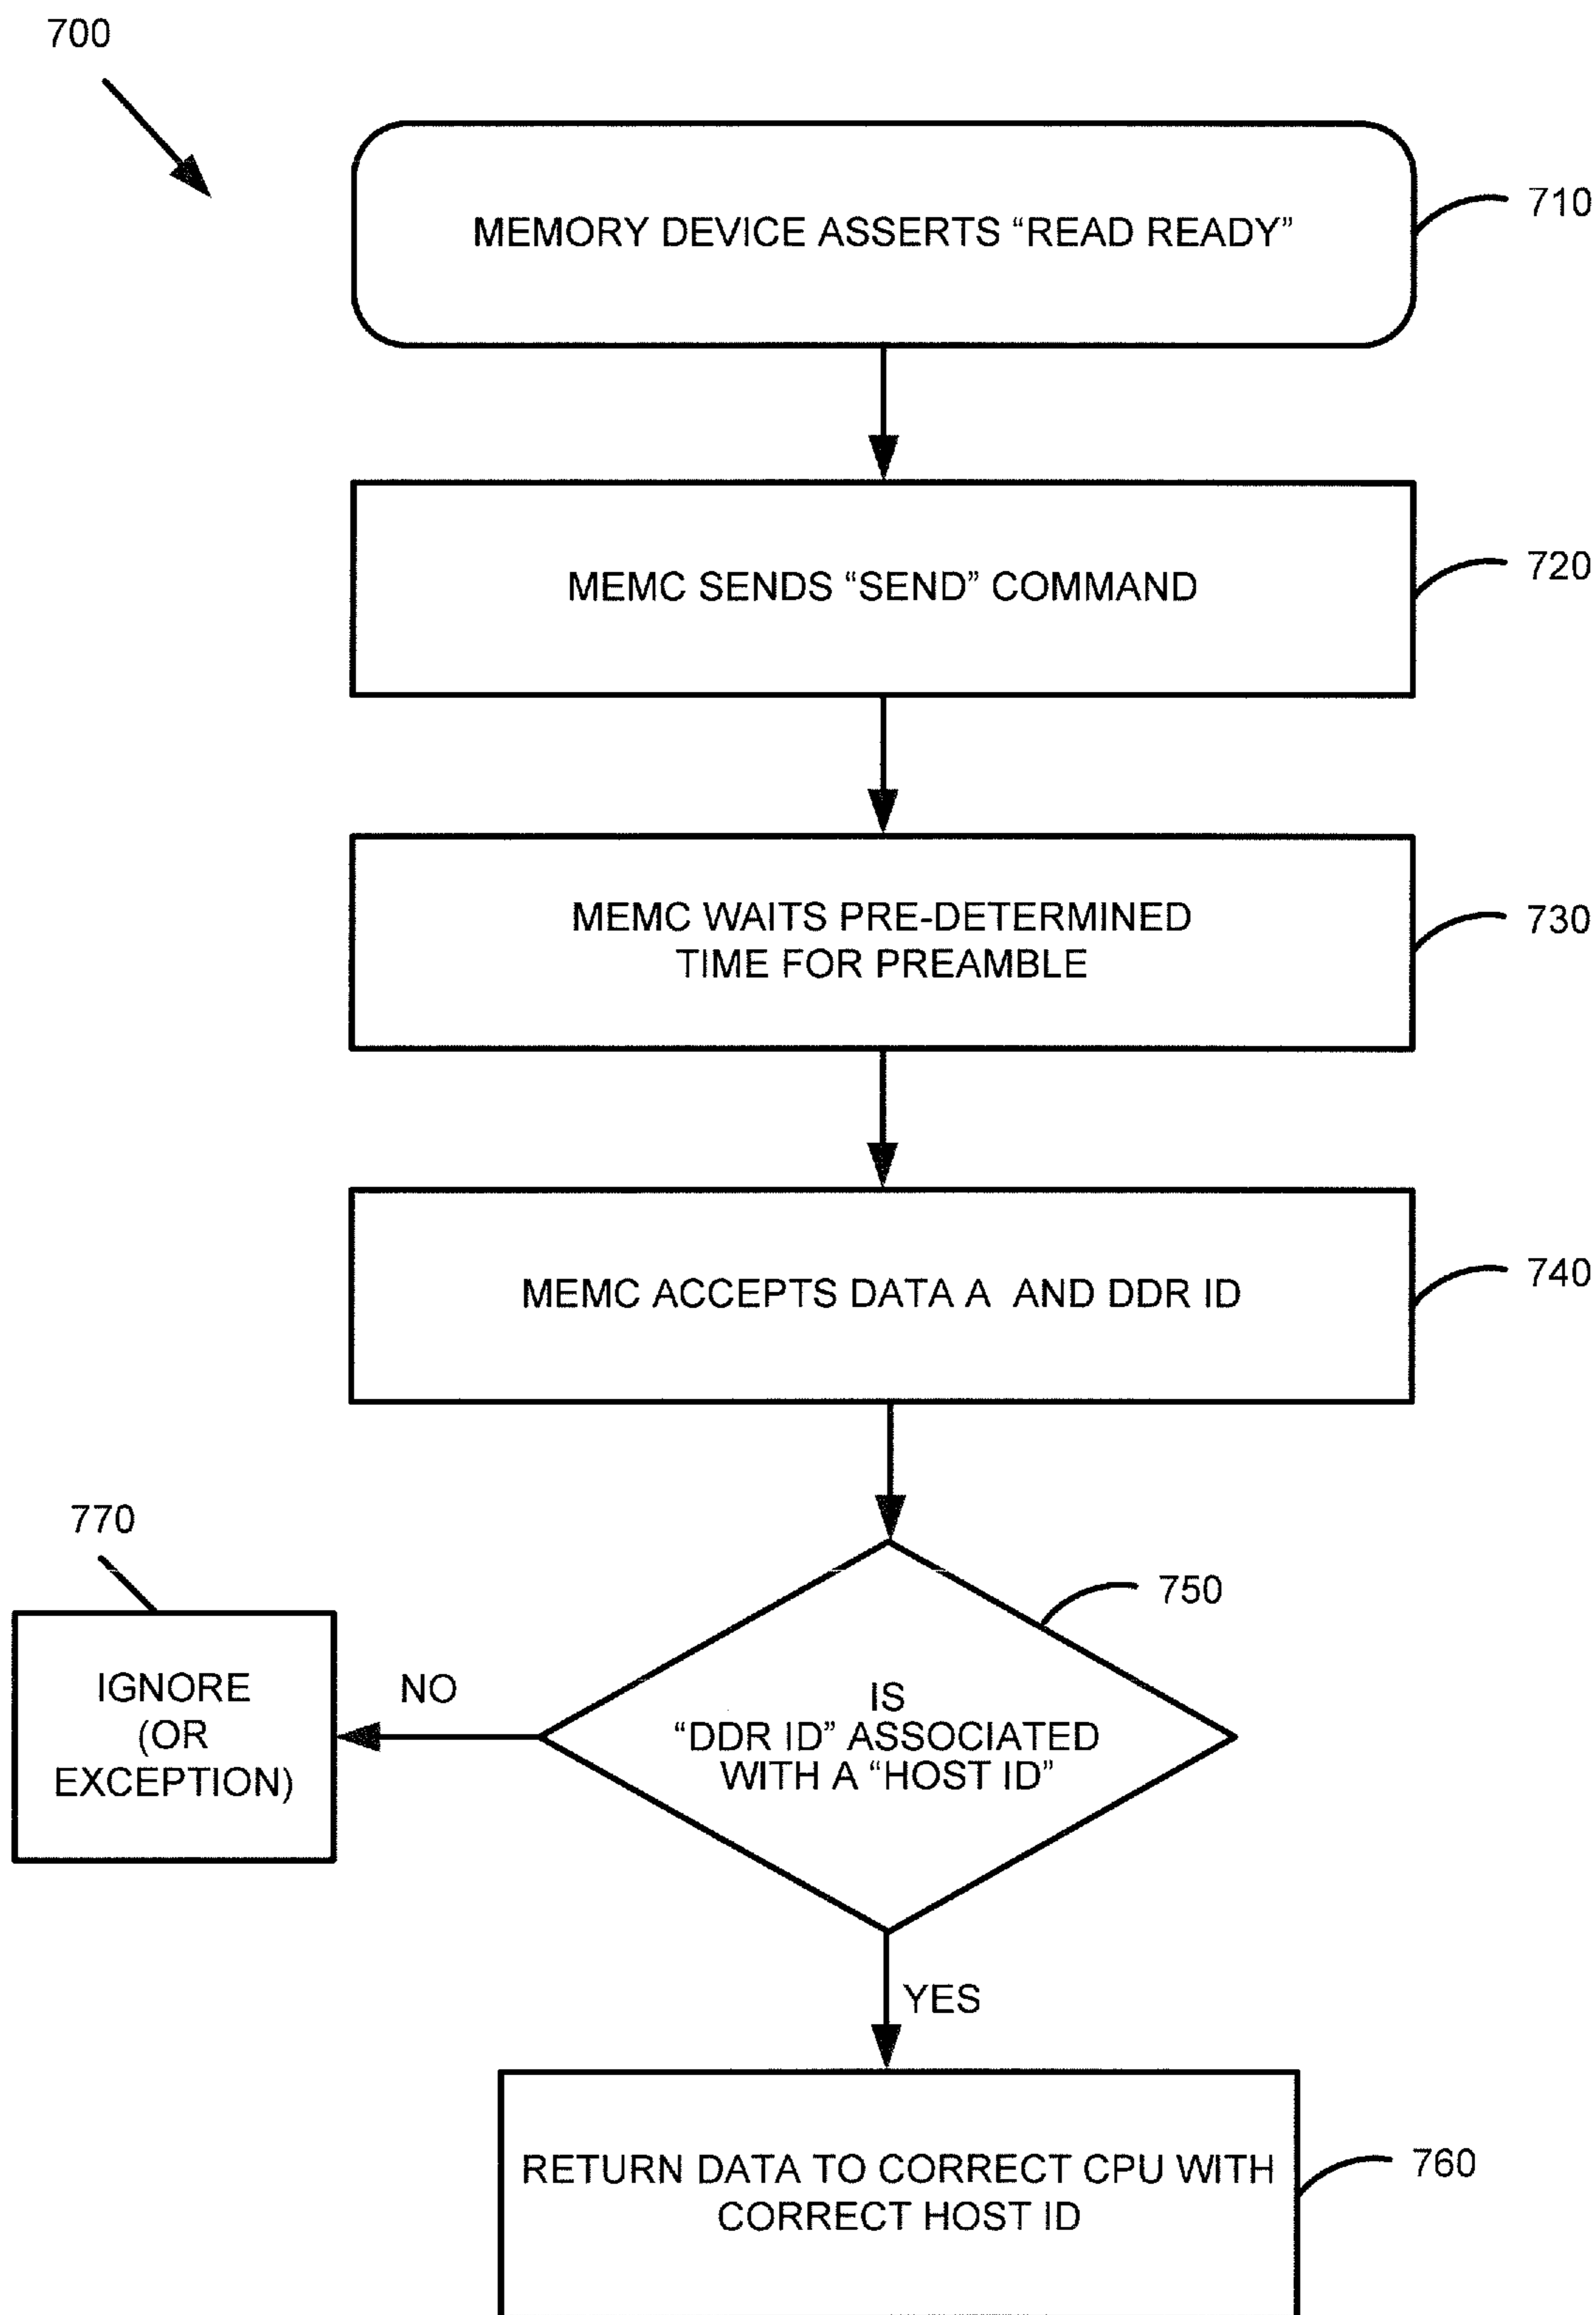 700
MEMORY DEVICE ASSERTS “READ READY”
710
MEMC SENDS “SEND” COMMAND
720
MEMC WAITS PRE-DETERMINED
TIME FOR PREAMBLE
730
MEMC ACCEPTS DATA A AND DDR ID
740
750
IS
“DDR ID” ASSOCIATED
WITH A “HOST ID”
NO
770
IGNORE
(OR
EXCEPTION)
YES
RETURN DATA TO CORRECT CPU WITH
CORRECT HOST ID
760